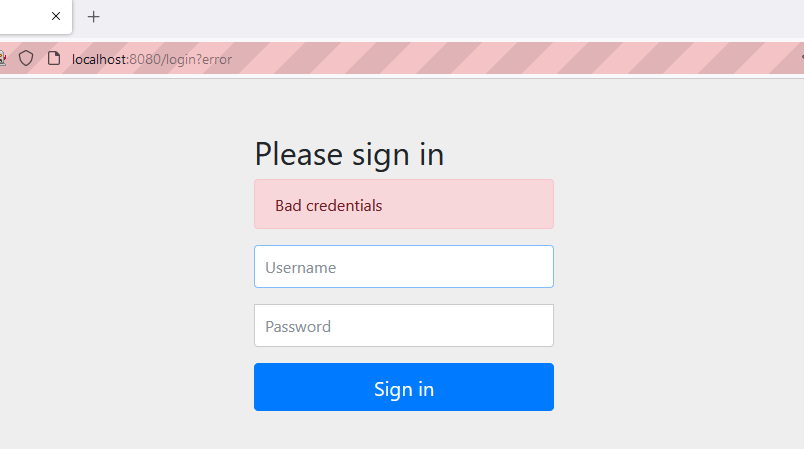 localhost:8080/login?error
Please sign in
Bad credentials
Username
Password
Sign in